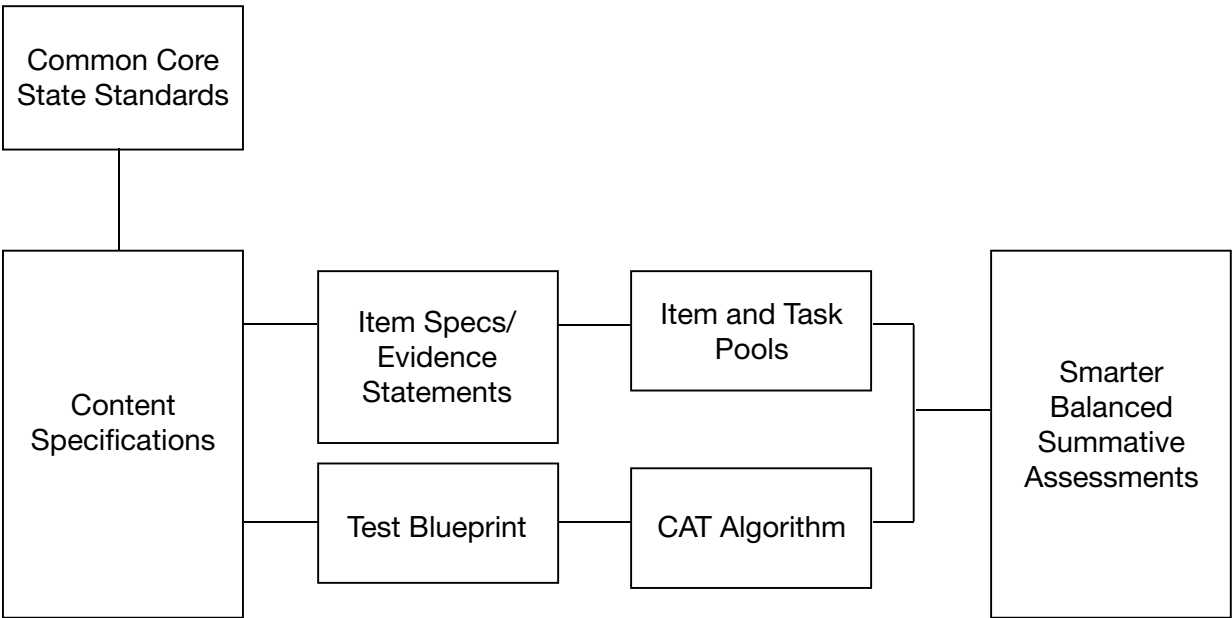 Common Core
State Standards
Content
Specifications
Item Specs/
Evidence
Statements
Item and Task
Pools
Test Blueprint
CAT Algorithm
Smarter
Balanced
Summative
Assessments